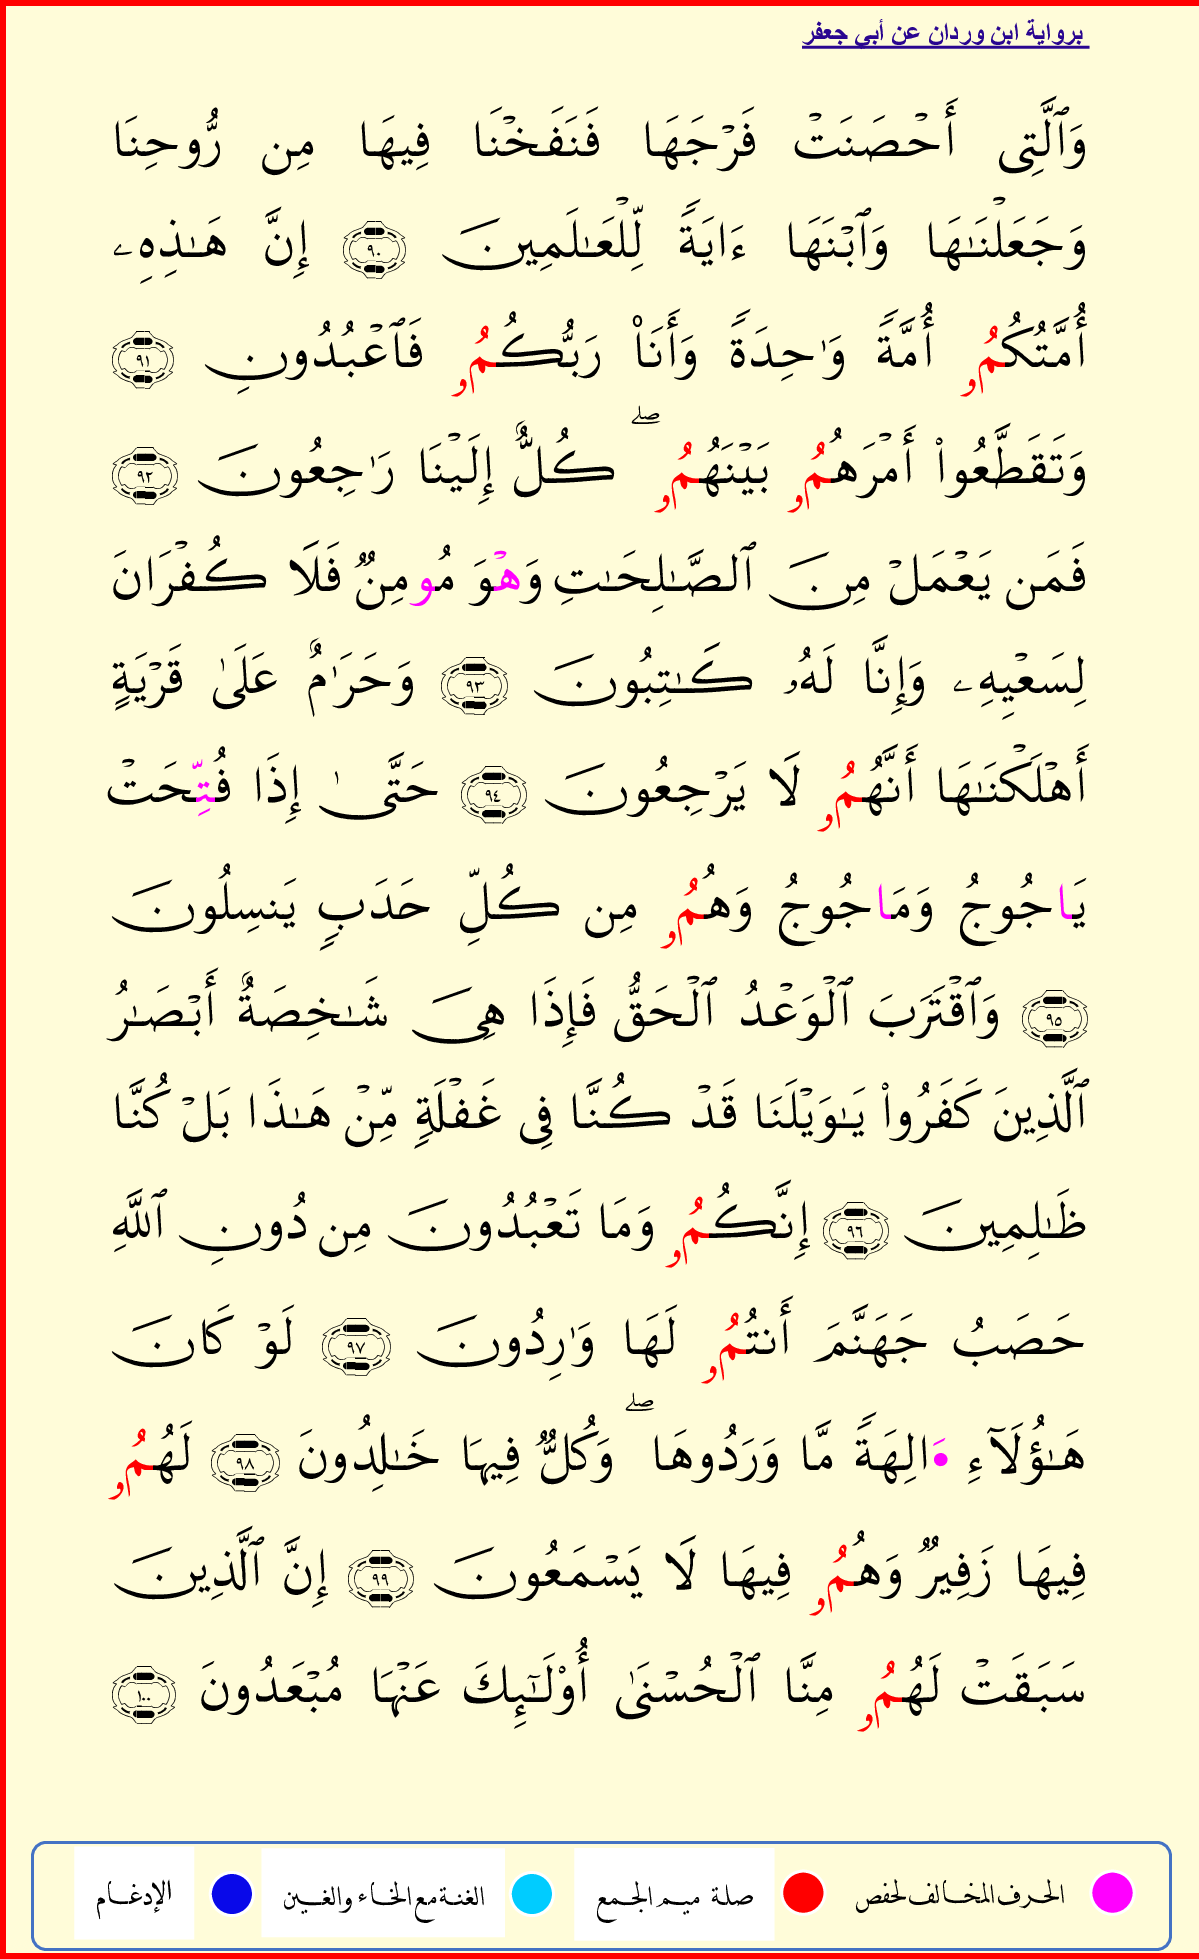 برواية ابن وردان عن أبي جعفر
وَٱلَّتِى أَحْصَنَتْ فَرْجَهَا فَنَفَخْنَا فِيهَا مِن رُّوحِنَا
وَجَعَلْنَٰهَا وَٱبْنَهَا ءَايَةً لِّلْعَٰلَمِينَ ٩٠ إِنَّ هَٰذِهِۦ
أُمَّتُكُمُۥ أُمَّةً وَٰحِدَةً وَأَنَا۠ رَبُّكُمُۥ فَٱعْبُدُونِ ٩١
وَتَقَطَّعُوا۟ أَمْرَهُمُۥ بَيْنَهُمُۥ ۖ كُلٌّ إِلَيْنَا رَٰجِعُونَ ٩٢
فَمَن يَعْمَلْ مِنَ ٱلصَّٰلِحَٰتِ وَهْوَ مُومِنٌ فَلَا كُفْرَانَ
لِسَعْيِهِۦ وَإِنَّا لَهُۥ كَٰتِبُونَ ٩٣ وَحَرَٰمٌ عَلَىٰ قَرْيَةٍ
أَهْلَكْنَٰهَا أَنَّهُمُۥ لَا يَرْجِعُونَ ٩٤ حَتَّىٰ إِذَا فُتِّحَتْ
يَاجُوجُ وَمَاجُوجُ وَهُمُۥ مِن كُلِّ حَدَبٍ يَنسِلُونَ
٩٥ وَٱقْتَرَبَ ٱلْوَعْدُ ٱلْحَقُّ فَإِذَا هِىَ شَٰخِصَةٌ أَبْصَٰرُ
ٱلَّذِينَ كَفَرُوا۟ يَٰوَيْلَنَا قَدْ كُنَّا فِى غَفْلَةٍ مِّنْ هَٰذَا بَلْ كُنَّا
ظَٰلِمِينَ ٩٦ إِنَّكُمُۥ وَمَا تَعْبُدُونَ مِن دُونِ ٱللَّهِ
حَصَبُ جَهَنَّمَ أَنتُمُۥ لَهَا وَٰرِدُونَ ٩٧ لَوْ كَانَ
هَٰؤُلَآءِ ءَالِهَةً مَّا وَرَدُوهَا ۖ وَكُلٌّ فِيهَا خَٰلِدُونَ ٩٨ لَهُمُۥ
فِيهَا زَفِيرٌ وَهُمُۥ فِيهَا لَا يَسْمَعُونَ ٩٩ إِنَّ ٱلَّذِينَ
سَبَقَتْ لَهُمُۥ مِنَّا ٱلْحُسْنَىٰ أُو۟لَٰٓئِكَ عَنْهَا مُبْعَدُونَ ١٠٠
الحرف المخالف لحفص صلة ميم الجمع الغنة مع الخاء والغين الإدغام